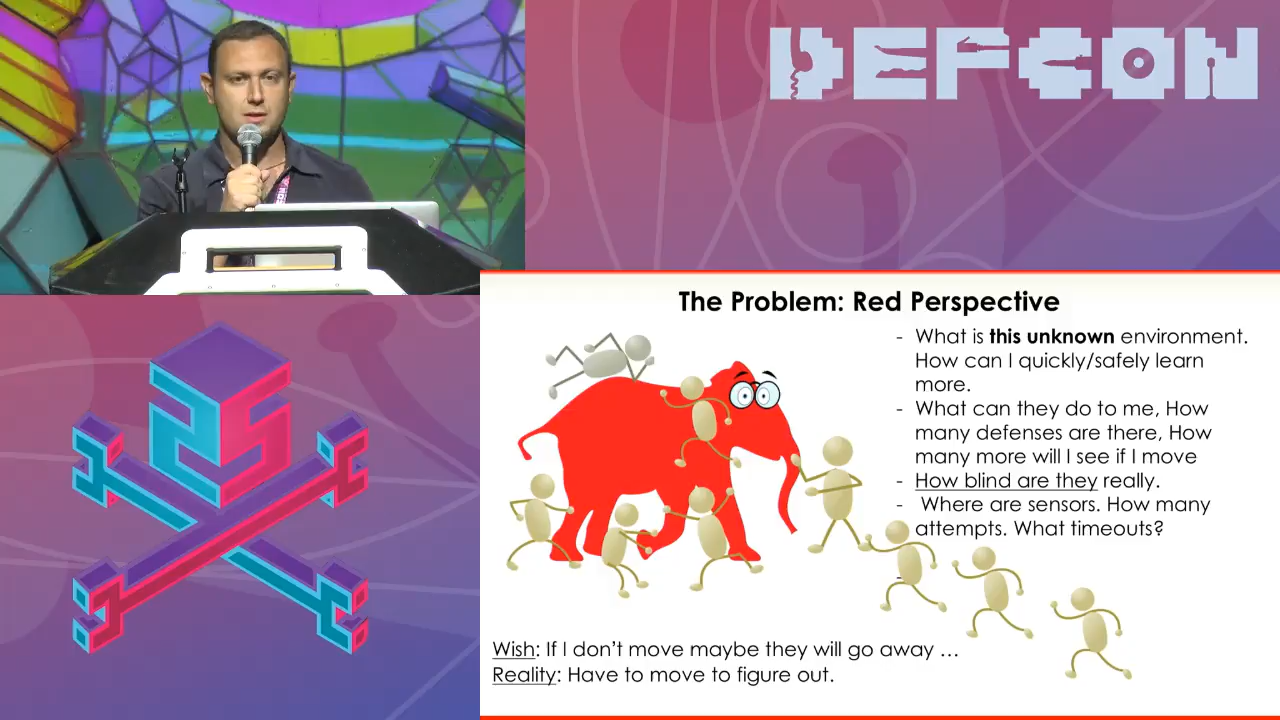 DEFCON
The Problem: Red Perspective
- What is this unknown environment.
How can I quickly/safely learn
more.
- What can they do to me, How
many defenses are there, How
many more will I see if I move
- How blind are they really.
- Where are sensors. How many
attempts. What timeouts?
-
Wish: If I don't move maybe they will go away ...
Reality: Have to move to figure out.